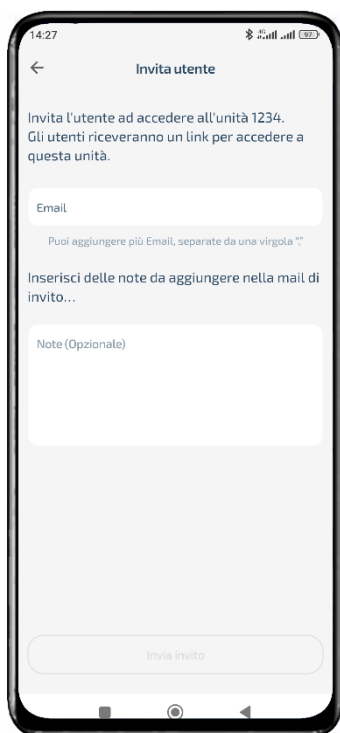 14:27
97
Invita utente
Invita l'utente ad accedere all'unità 1234.
Gli utenti riceveranno un link per accedere a
questa unità.
Email
Puoi aggiungere più Email, separate da una virgola ","
Inserisci delle note da aggiungere nella mail di
invito...
Note (Opzionale)
Invia invito